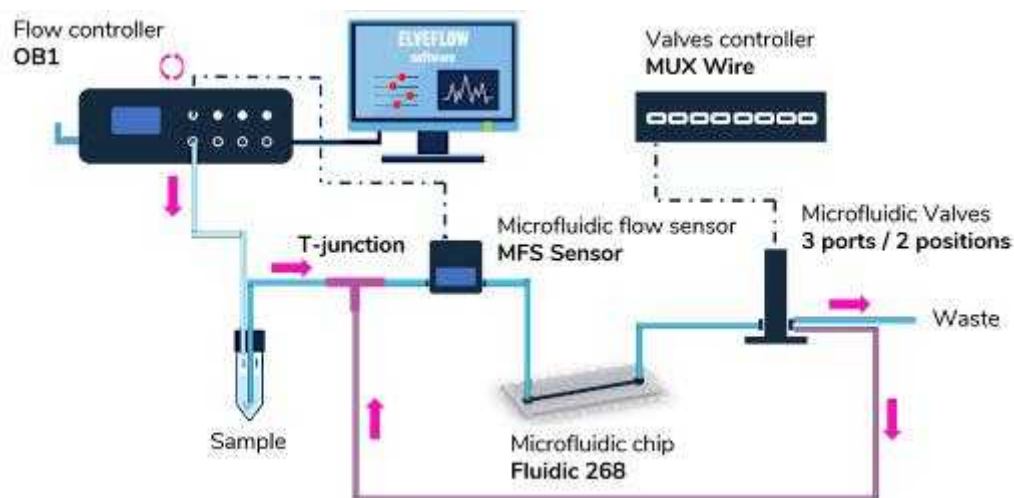 Flow controller
OB1
ELVEFLOW
software
Valves controller
MUX Wire
Microfluidic flow sensor
MFS Sensor
Microfluidic Valves
3 ports / 2 positions
T-junction
Waste
Sample
Microfluidic chip
Fluidic 268